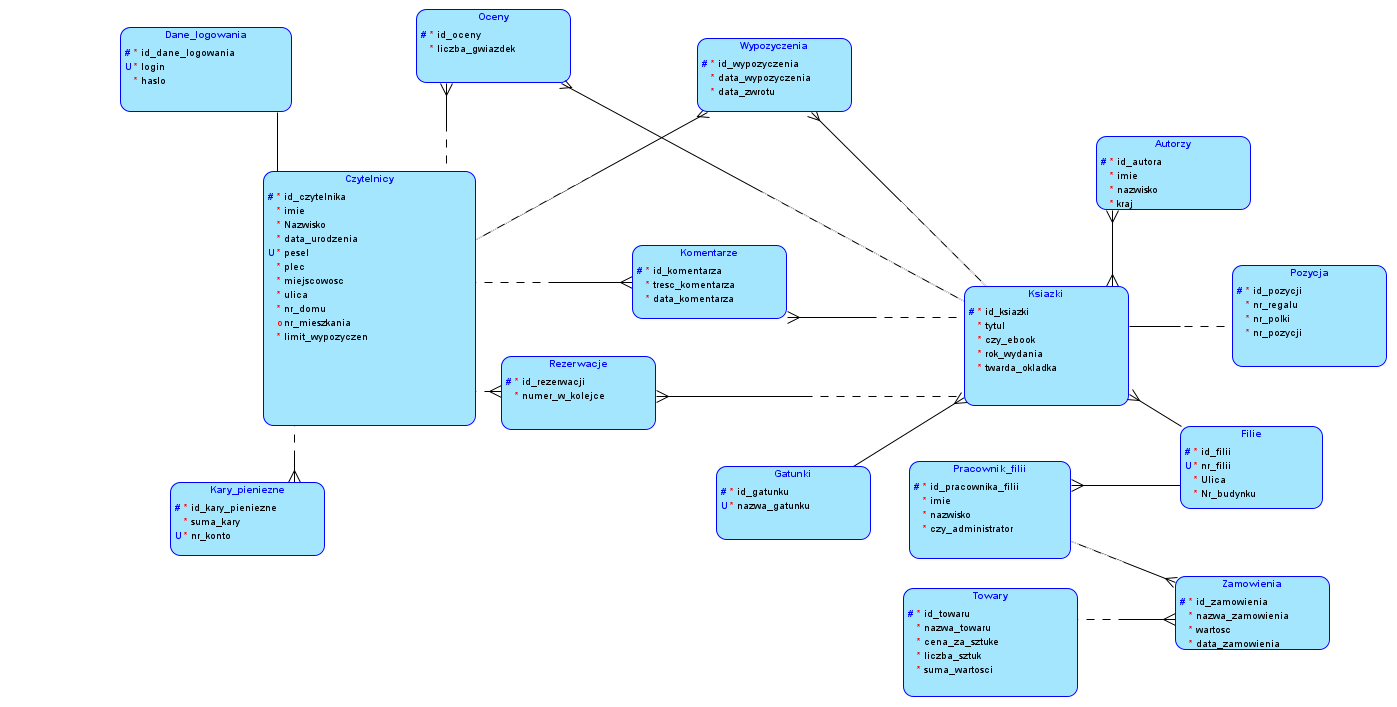 Dane_logowania
# * id_dane_logowania
U * login
* haslo
Oceny
# * id_oceny
* liczba_gwiazdek
Wypozyczenia
# * id_wypozyczenia
* data_wypozyczenia
* data_zwrotu
Autorzy
# * id_autora
* imie
* nazwisko
* kraj
Czytelnicy
# * id_czytelnika
* imie
* Nazwisko
* data_urodzenia
U * pesel
* plec
* miejscowosc
* ulica
* nr_domu
o nr_mieszkania
* limit_wypozyczen
Komentarze
# * id_komentarza
* tresc_komentarza
* data_komentarza
Ksiazki
# * id_ksiazki
* tytul
* czy_ebook
* rok_wydania
* twarda_okladka
Pozycja
# * id_pozycji
* nr_regalu
* nr_polki
* nr_pozycji
Rezerwacje
# * id_rezerwacji
* numer_w_kolejce
Kary_pieniezne
# * id_kary_pieniezne
* suma_kary
U * nr_konto
Gatunki
# * id_gatunku
U * nazwa_gatunku
Pracownik_filii
# * id_pracownika_filii
* imie
* nazwisko
* czy_administrator
Filie
# * id_filii
U * nr_filii
* Ulica
* Nr_budynku
Towary
# * id_towaru
* nazwa_towaru
* cena_za_sztuke
* liczba_sztuk
* suma_wartosci
Zamowienia
# * id_zamowienia
* nazwa_zamowienia
* wartosc
* data_zamowienia